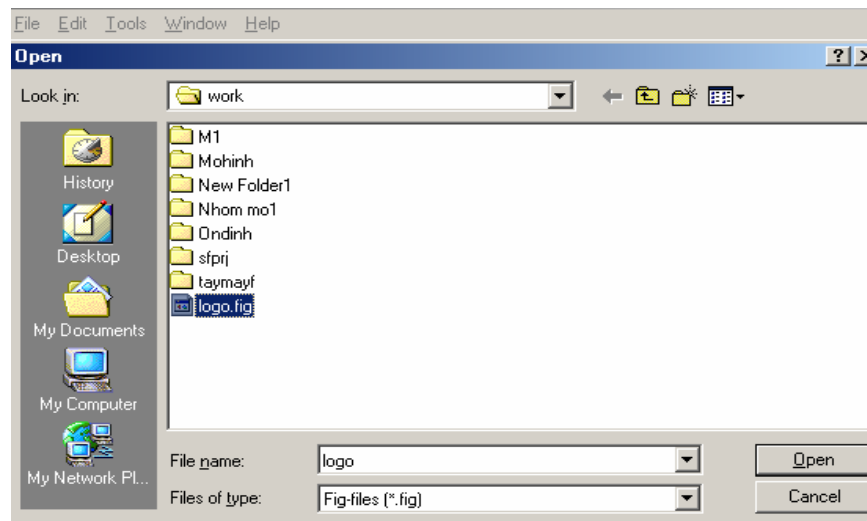 File Edit Tools Window Help
Open
Look in: work
History
Desktop
My Documents
My Computer
My Network Pl...
M1
Mohinh
New Folder1
Nhom mo1
Ondinh
sfprj
taymayf
logo.fig
File name: logo Open
Files of type: Fig-files (*.fig) Cancel